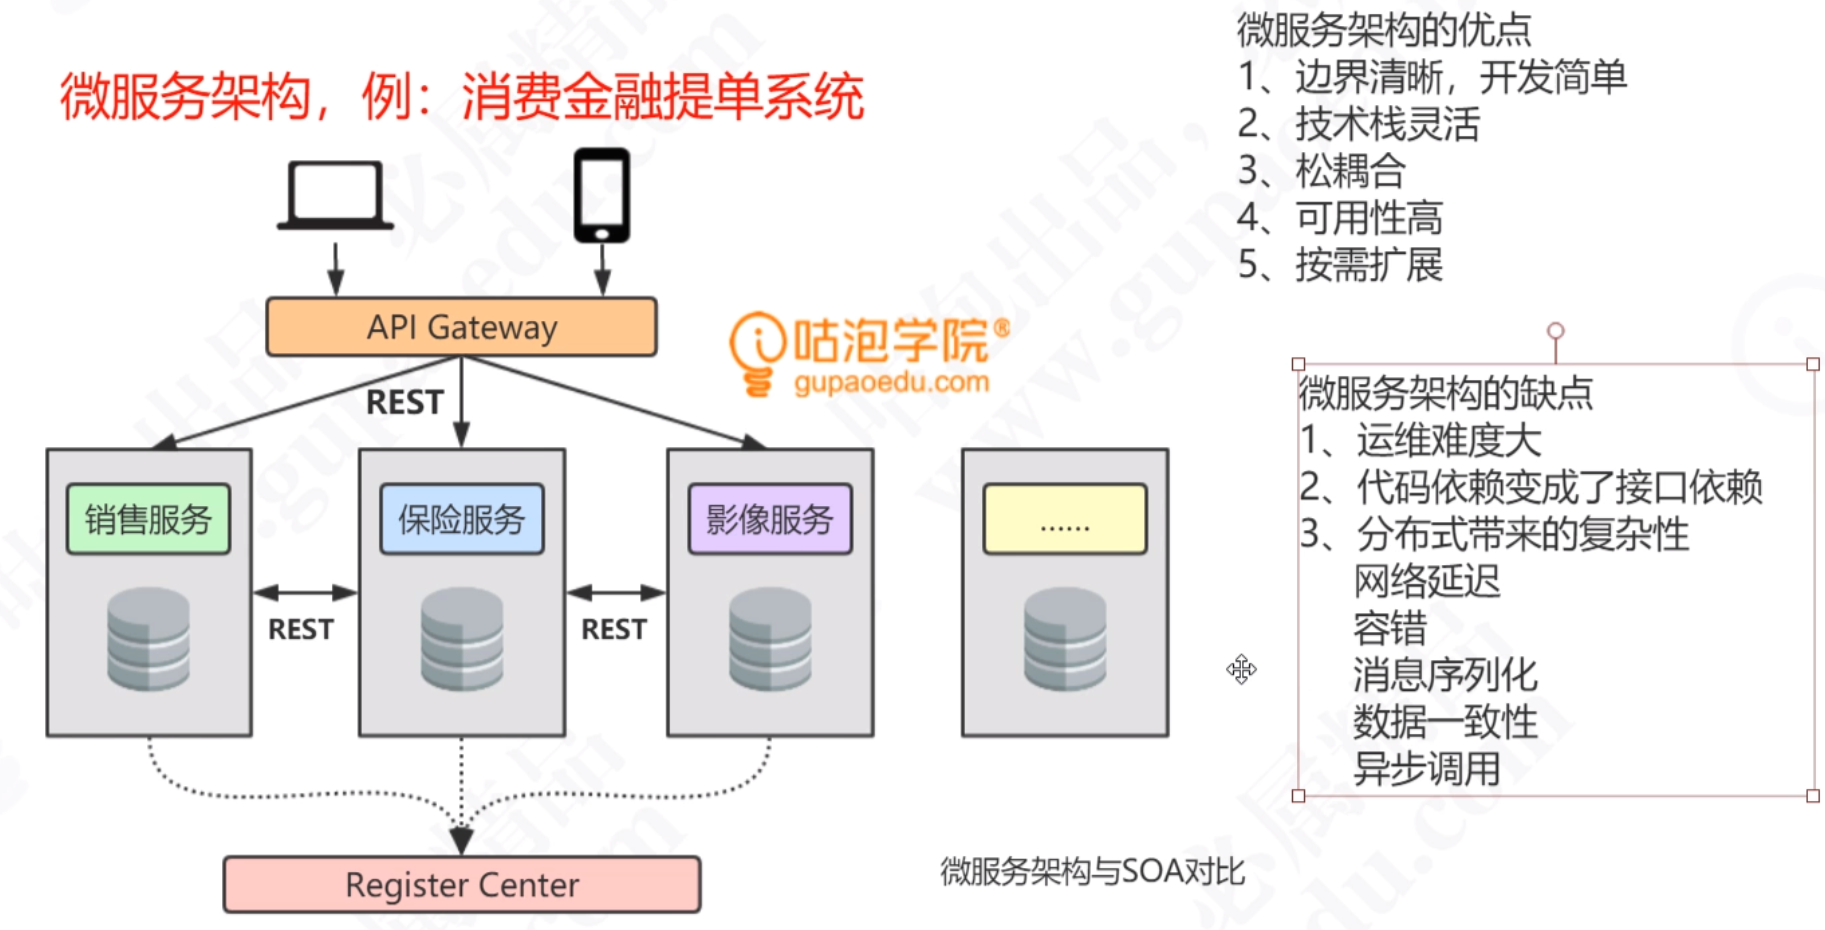 微服务架构，例：消费金融提单系统
API Gateway
REST
咕泡学院®
gupaoedu.com
销售服务
保险服务
影像服务
......
REST
REST
Register Center
微服务架构与SOA对比
微服务架构的优点
1、边界清晰，开发简单
2、技术栈灵活
3、松耦合
4、可用性高
5、按需扩展
微服务架构的缺点
1、运维难度大
2、代码依赖变成了接口依赖
3、分布式带来的复杂性
网络延迟
容错
消息序列化
数据一致性
异步调用